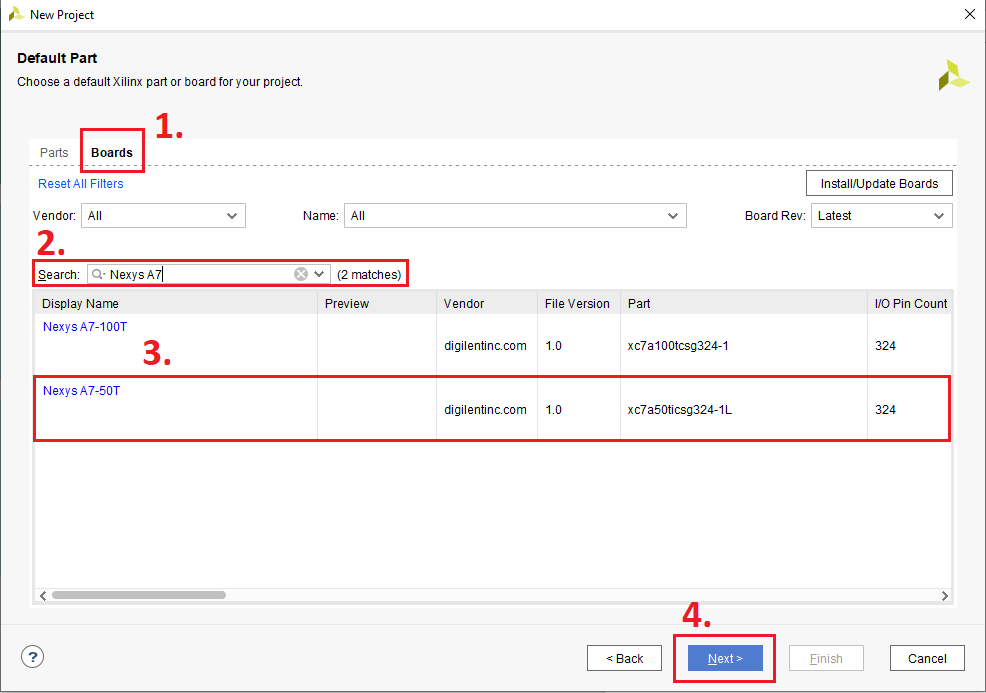 New Project
Default Part
Choose a default Xilinx part or board for your project.
1.
Parts Boards
Reset All Filters Install/Update Boards
Vendor: All Name: All Board Rev: Latest
2.
Search: Nexys A7 (2 matches)
Display Name Preview Vendor File Version Part I/O Pin Count
Nexys A7-100T
digilentinc.com 1.0 xc7a100tcsg324-1 324
3.
Nexys A7-50T
digilentinc.com 1.0 xc7a50ticsg324-1L 324
4.
? < Back Next > Finish Cancel